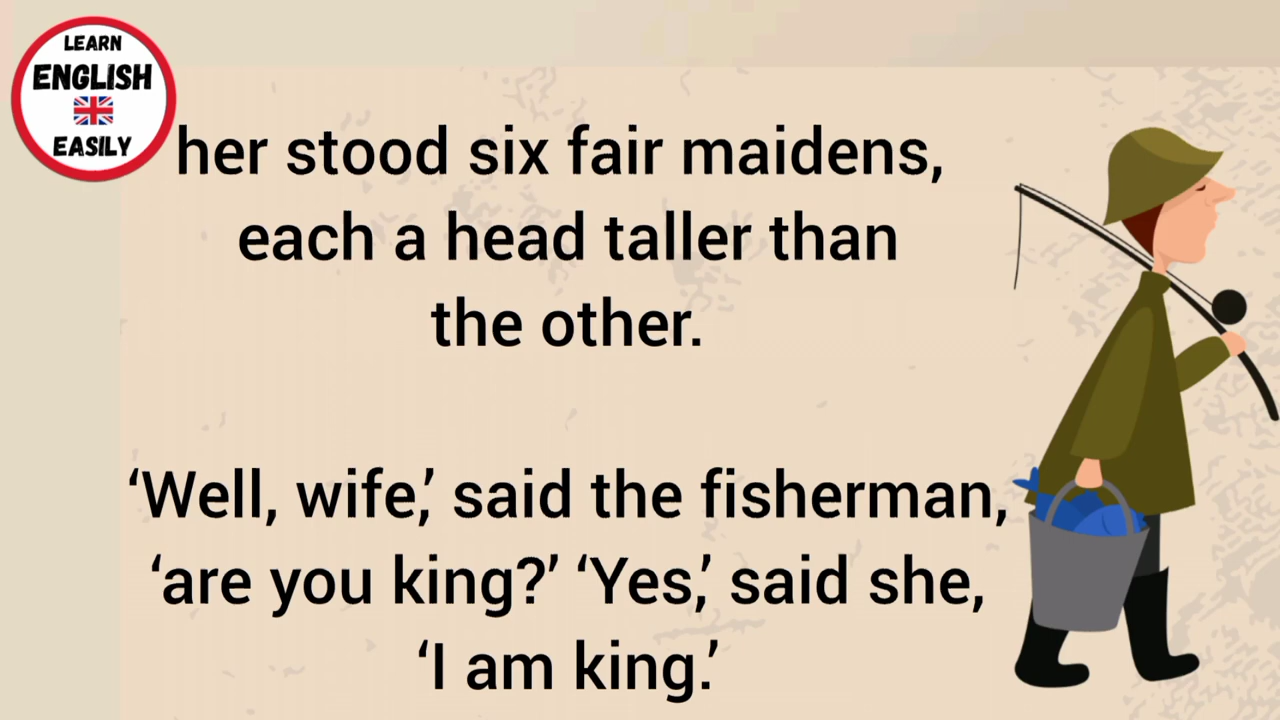 LEARN
ENGLISH
EASILY
her stood six fair maidens,
each a head taller than
the other.
‘Well, wife,’ said the fisherman,
‘are you king?’ ‘Yes,’ said she,
‘I am king.’